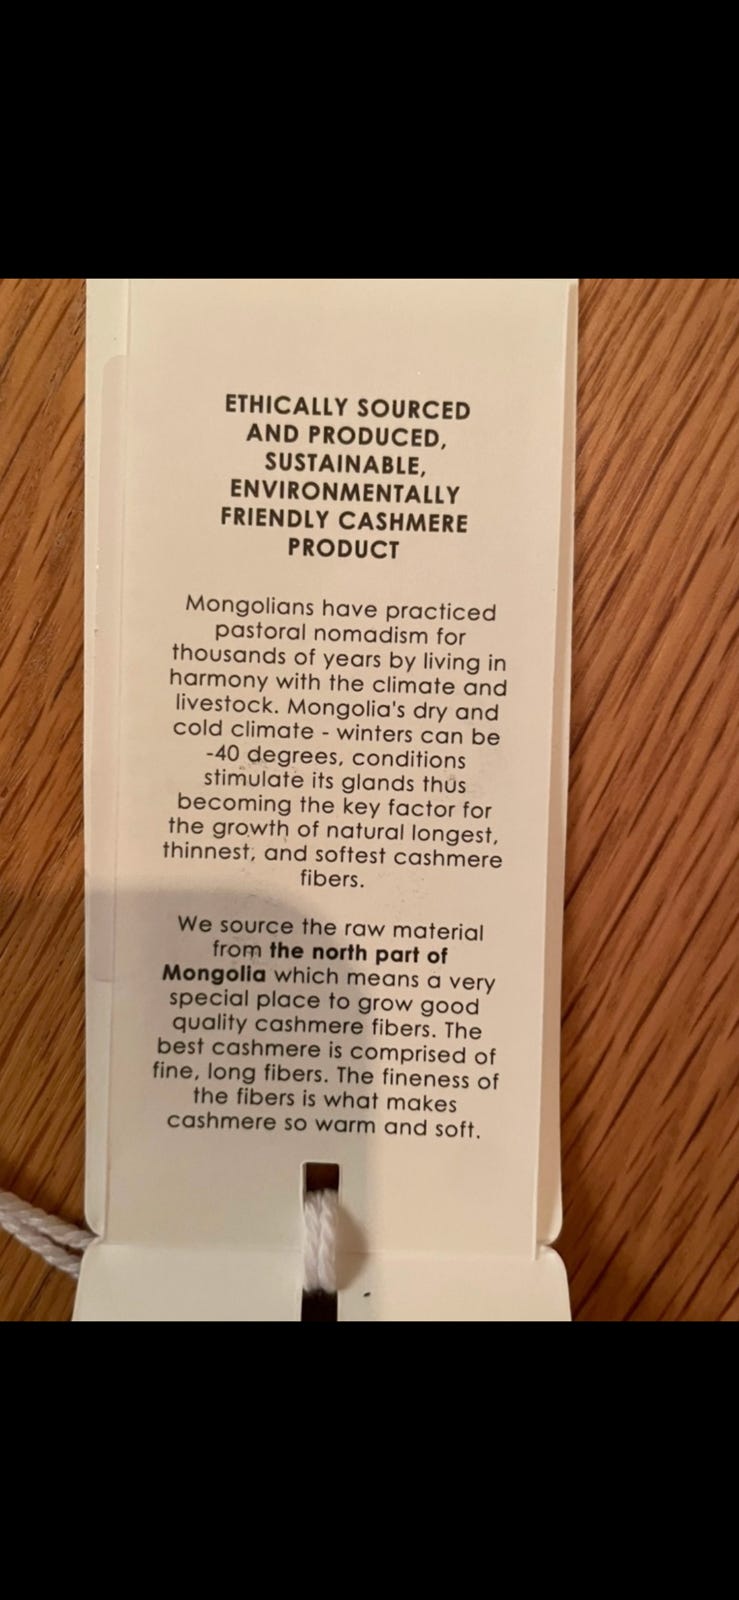 ETHICALLY SOURCED
AND PRODUCED,
SUSTAINABLE,
ENVIRONMENTALLY
FRIENDLY CASHMERE
PRODUCT
Mongolians have practiced
pastoral nomadism for
thousands of years by living in
harmony with the climate and
livestock. Mongolia's dry and
cold climate - winters can be
-40 degrees, conditions
stimulate its glands thus
becoming the key factor for
the growth of natural longest,
thinnest, and softest cashmere
fibers.
We source the raw material
from the north part of
Mongolia which means a very
special place to grow good
quality cashmere fibers. The
best cashmere is comprised of
fine, long fibers. The fineness of
the fibers is what makes
cashmere so warm and soft.